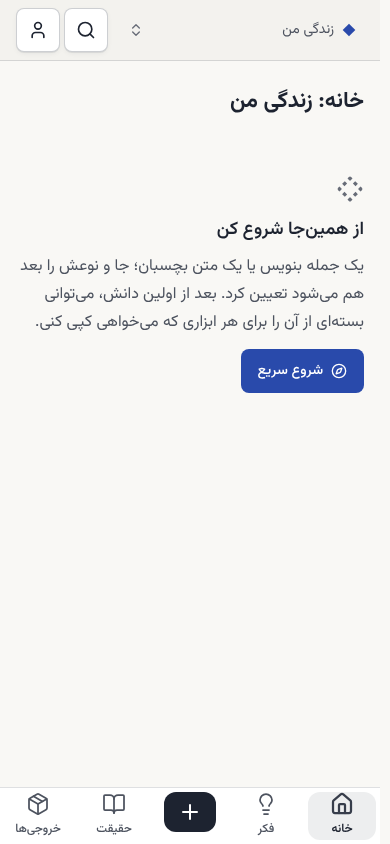 زندگی من
خانه: زندگی من
از همین‌جا شروع کن
یک جمله بنویس یا یک متن بچسبان؛ جا و نوعش را بعد
هم می‌شود تعیین کرد. بعد از اولین دانش، می‌توانی
بسته‌ای از آن را برای هر ابزاری که می‌خواهی کپی کنی.
شروع سریع
خانه
فکر
حقیقت
خروجی‌ها